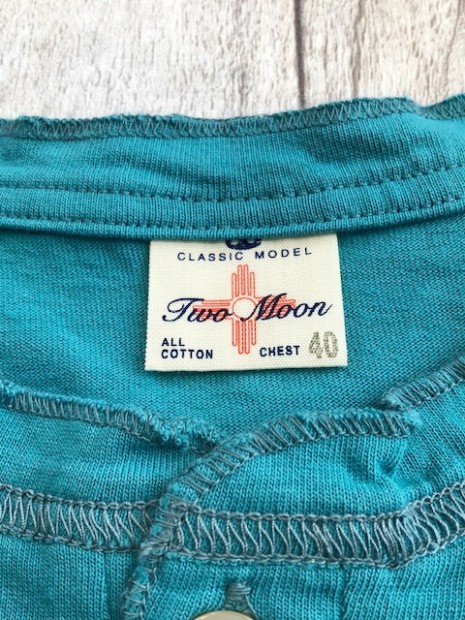 CLASSIC MODEL
Two Moon
ALL
COTTON
CHEST 40